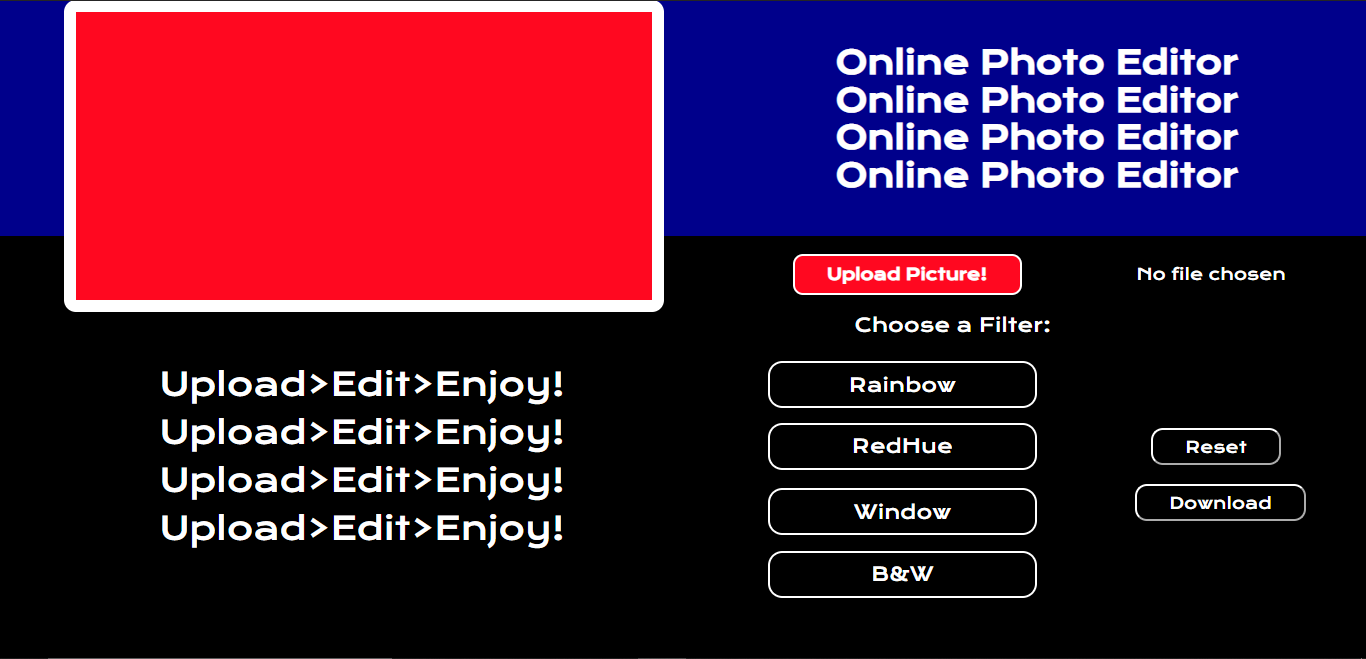 Online Photo Editor
Online Photo Editor
Online Photo Editor
Online Photo Editor
Upload Picture!
No file chosen
Choose a Filter:
Upload>Edit>Enjoy!
Upload>Edit>Enjoy!
Upload>Edit>Enjoy!
Upload>Edit>Enjoy!
Rainbow
RedHue
Window
B&W
Reset
Download